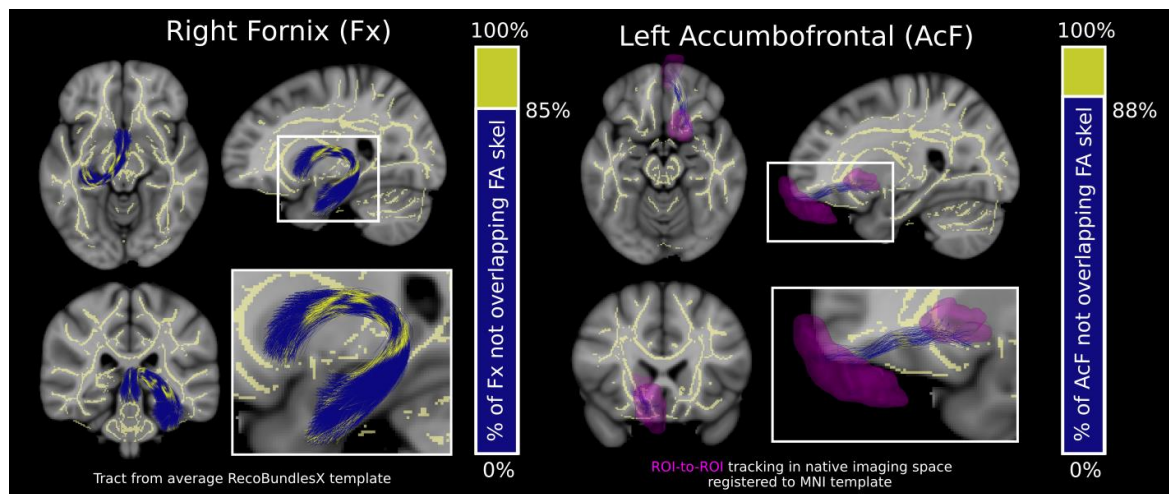 Right Fornix (Fx)
100%
85%
% of Fx not overlapping FA skel
0%
Tract from average RecoBundlesX template
Left Accumbofrontal (AcF)
100%
88%
% of AcF not overlapping FA skel
0%
ROI-to-ROI tracking in native imaging space
registered to MNI template